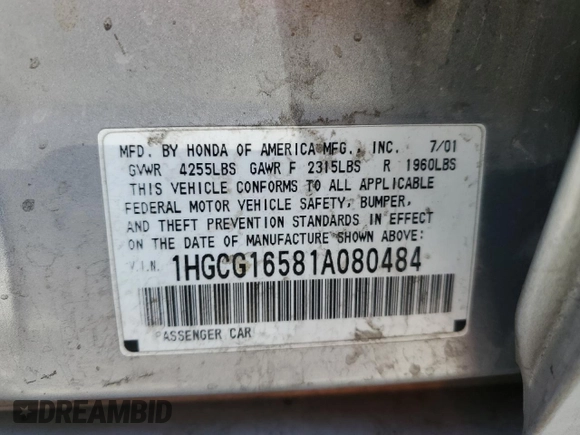 MFD. BY HONDA OF AMERICA MFG., INC. 7/01
GVWR 4255LBS GAWR F 2315LBS R 1960LBS
THIS VEHICLE CONFORMS TO ALL APPLICABLE
FEDERAL MOTOR VEHICLE SAFETY, BUMPER,
AND THEFT PREVENTION STANDARDS IN EFFECT
ON THE DATE OF MANUFACTURE SHOWN ABOVE:
V.I.N. 1HGCG16581A080484
PASSENGER CAR
DREAMBID